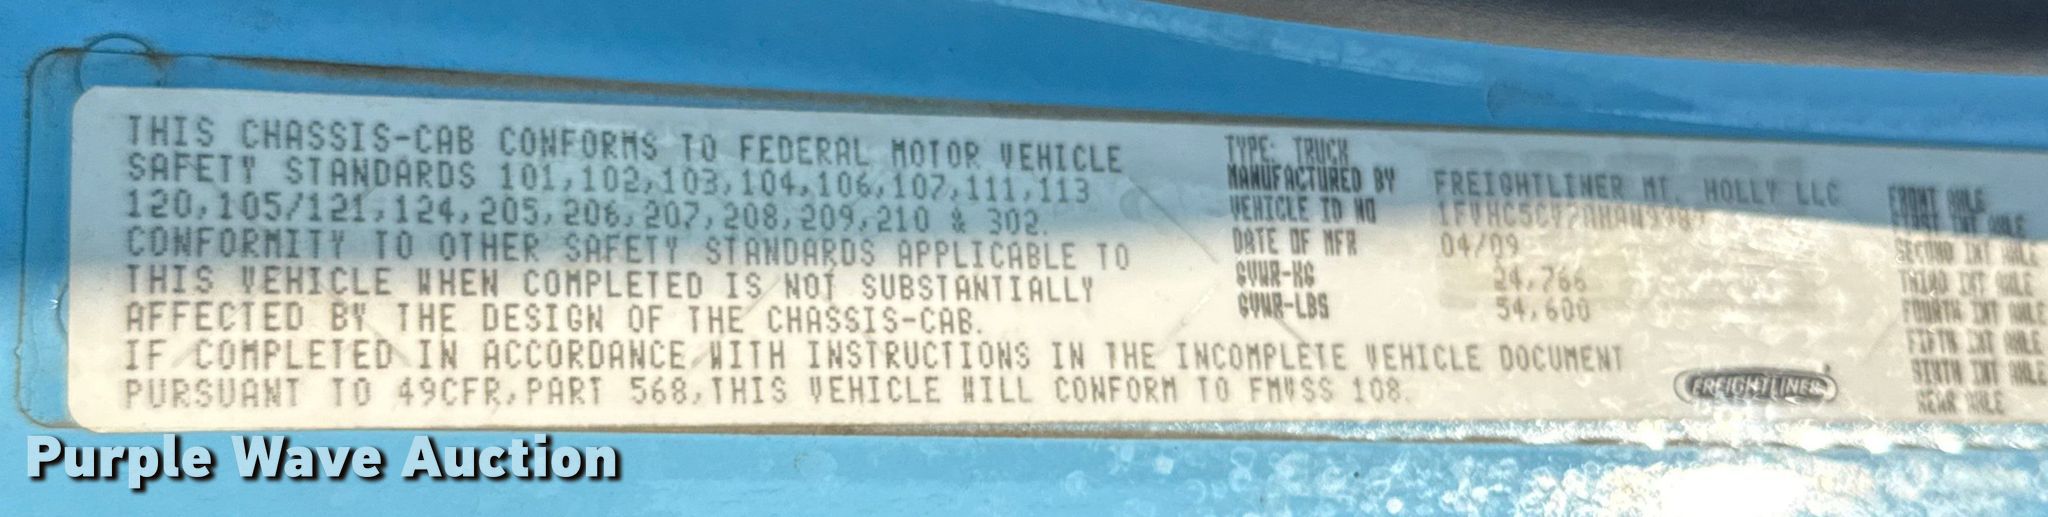 THIS CHASSIS-CAB CONFORMS TO FEDERAL MOTOR VEHICLE
SAFETY STANDARDS 101,102,103,104,106,107,111,113
120,105/121,124,205,206,207,208,209,210 & 302.
CONFORMITY TO OTHER SAFETY STANDARDS APPLICABLE TO
THIS VEHICLE WHEN COMPLETED IS NOT SUBSTANTIALLY
AFFECTED BY THE DESIGN OF THE CHASSIS-CAB.
IF COMPLETED IN ACCORDANCE WITH INSTRUCTIONS IN THE INCOMPLETE VEHICLE DOCUMENT
PURSUANT TO 49CFR,PART 568,THIS VEHICLE WILL CONFORM TO FMVSS 108.
TYPE: TRUCK
MANUFACTURED BY FREIGHTLINER MT. HOLLY LLC
VEHICLE ID NO
DATE OF MFR 04/09
GVWR-KG 24,766
GVWR-LBS 54,600
FREIGHTLINER
FRONT AXLE
FIRST INT AXLE
SECOND INT AXLE
THIRD INT AXLE
FOURTH INT AXLE
FIFTH INT AXLE
SIXTH INT AXLE
REAR AXLE
Purple Wave Auction